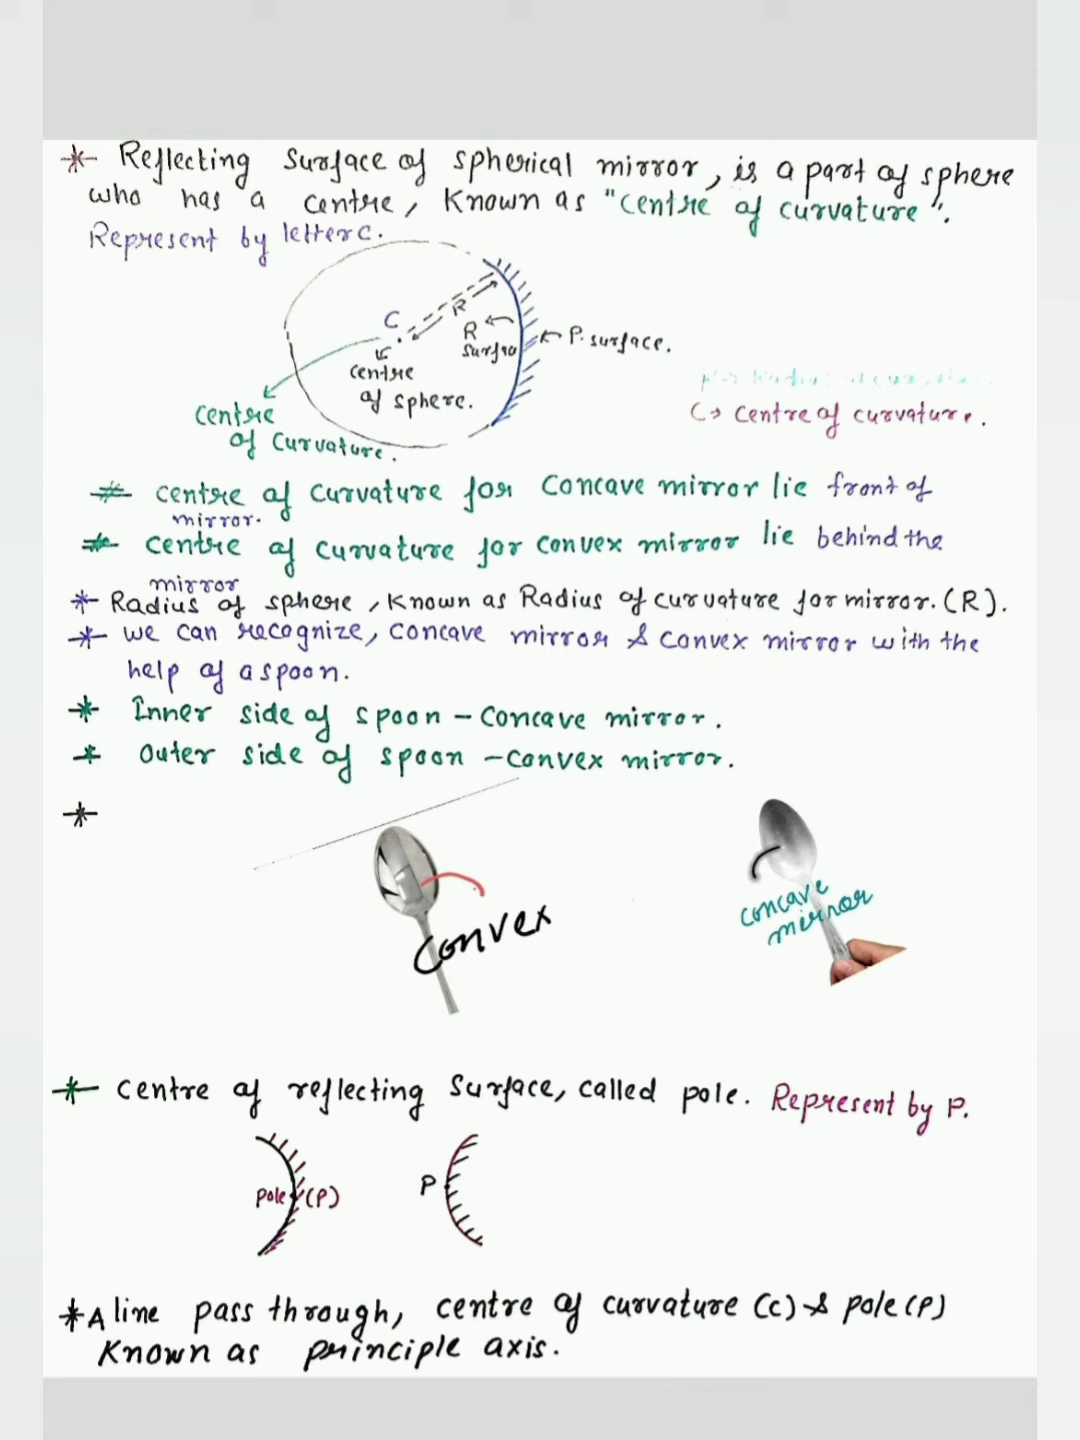 * Reflecting surface of spherical mirror, is a part of sphere
who has a centre, Known as "centre of curvature".
Represent by letter C.
C
R
R
surfac
← P. surface.
centre
of sphere.
centre
of Curvature.
C → Centre of curvature.
* centre of curvature for Concave mirror lie front of
mirror.
* centre of curvature for convex mirror lie behind the
mirror
* Radius of sphere, Known as Radius of curvature for mirror. (R).
* we can recognize, concave mirror & convex mirror with the
help of a spoon.
* Inner side of spoon - Concave mirror.
* Outer side of spoon - Convex mirror.
*
Convex
concave
mirror
* Centre of reflecting Surface, called pole. Represent by P.
pole (P)
P
* A line pass through, centre of curvature (c) & pole (P)
Known as principle axis.